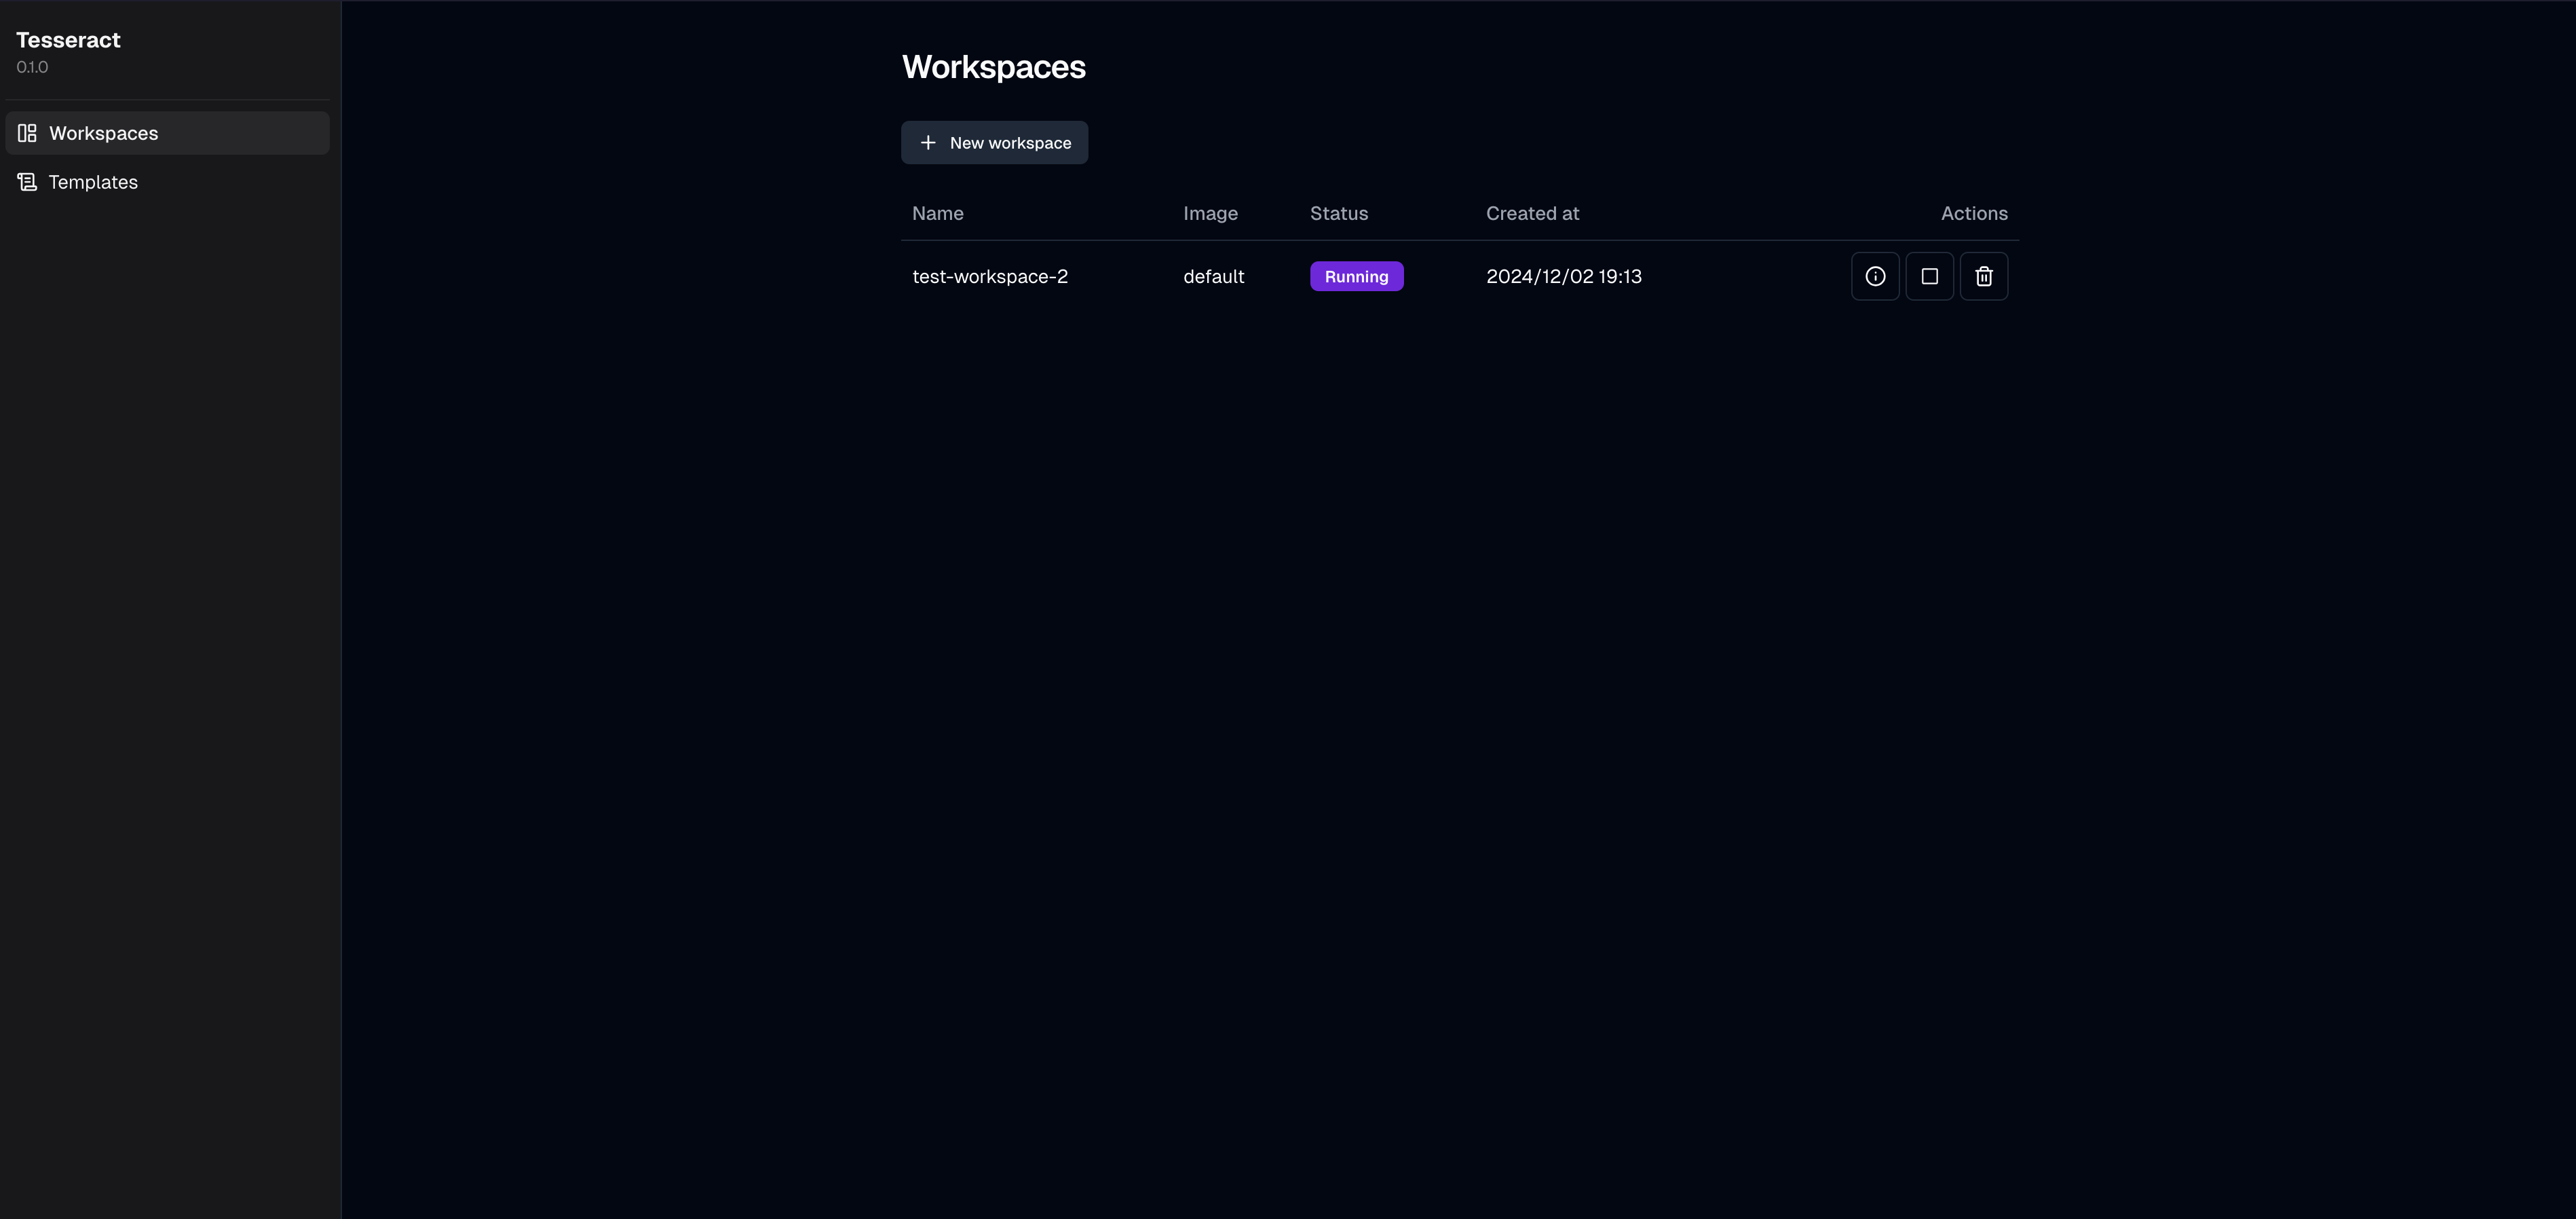 Tesseract
0.1.0
Workspaces
Templates
Workspaces
New workspace
Name Image Status Created at Actions
test-workspace-2 default Running 2024/12/02 19:13